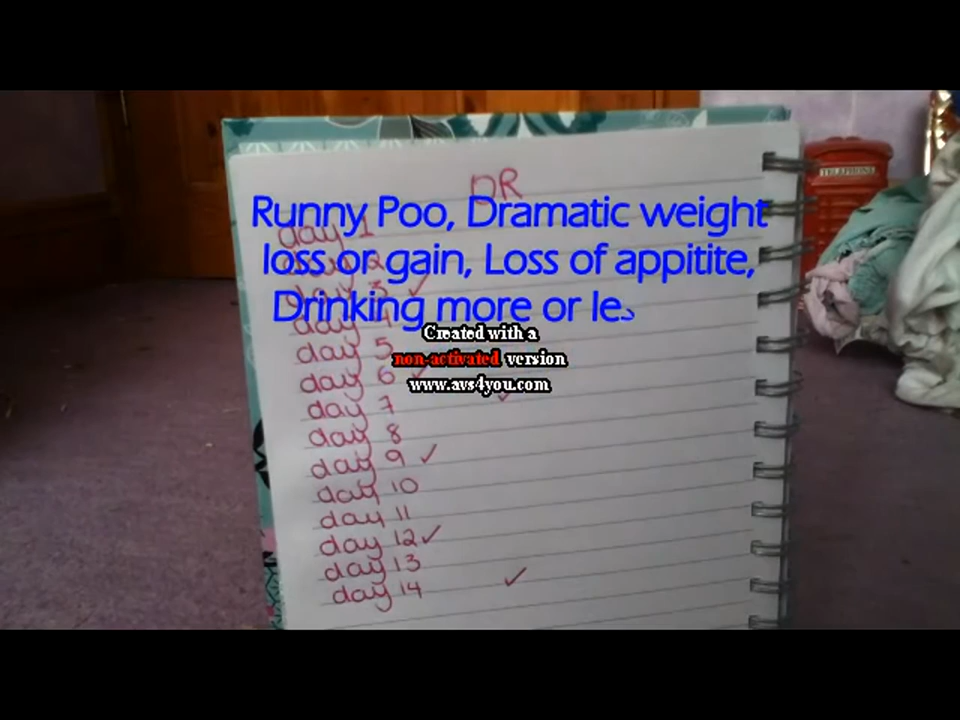 DR
Runny Poo, Dramatic weight
loss or gain, Loss of appitite,
Drinking more or les
Created with a
non-activated version
www.avs4you.com
day 1
day 2
day 3 ✓
day 4
day 5
day 6 ✓
day 7 ✓
day 8
day 9 ✓
day 10
day 11
day 12 ✓
day 13
day 14 ✓
TELEPHONE